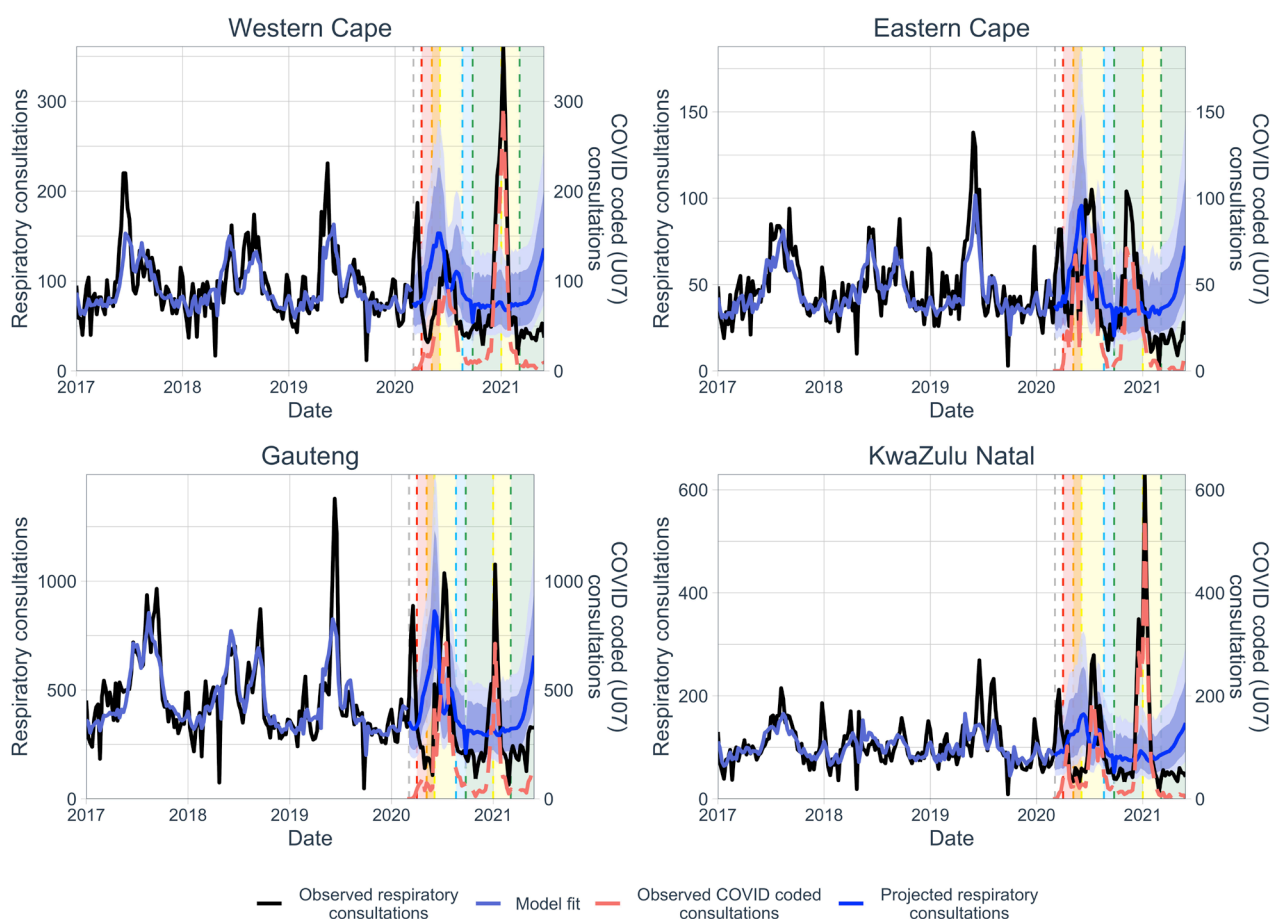 Western Cape
Respiratory consultations
300
200
100
0
300
200
100
0
COVID coded (U07)
consultations
2017 2018 2019 2020 2021
Date
Eastern Cape
Respiratory consultations
150
100
50
0
150
100
50
0
COVID coded (U07)
consultations
2017 2018 2019 2020 2021
Date
Gauteng
Respiratory consultations
1000
500
0
1000
500
0
COVID coded (U07)
consultations
2017 2018 2019 2020 2021
Date
KwaZulu Natal
Respiratory consultations
600
400
200
0
600
400
200
0
COVID coded (U07)
consultations
2017 2018 2019 2020 2021
Date
Observed respiratory
consultations
Model fit
Observed COVID coded
consultations
Projected respiratory
consultations